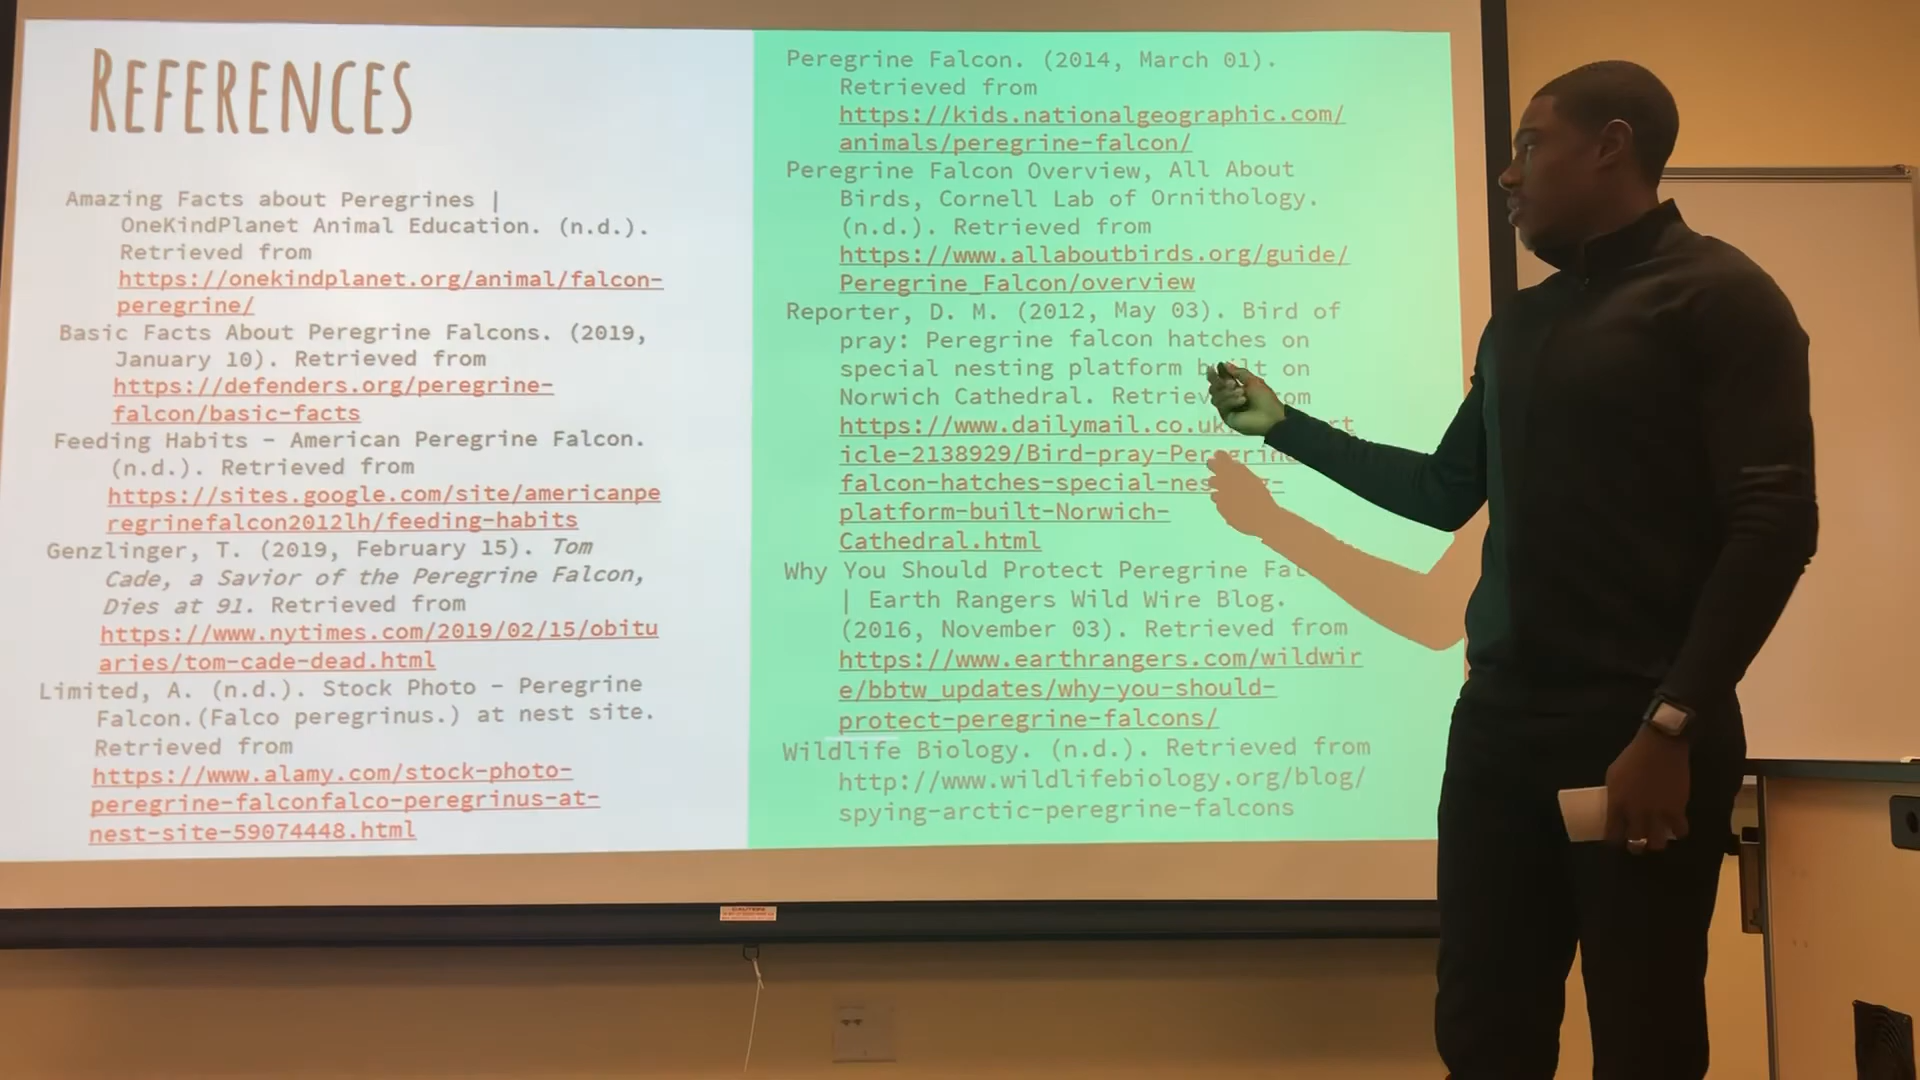 REFERENCES
Amazing Facts about Peregrines |
OneKindPlanet Animal Education. (n.d.).
Retrieved from
https://onekindplanet.org/animal/falcon-
peregrine/
Basic Facts About Peregrine Falcons. (2019,
January 10). Retrieved from
https://defenders.org/peregrine-
falcon/basic-facts
Feeding Habits - American Peregrine Falcon.
(n.d.). Retrieved from
https://sites.google.com/site/americanpe
regrinefalcon2012lh/feeding-habits
Genzlinger, T. (2019, February 15). Tom
Cade, a Savior of the Peregrine Falcon,
Dies at 91. Retrieved from
https://www.nytimes.com/2019/02/15/obitu
aries/tom-cade-dead.html
Limited, A. (n.d.). Stock Photo - Peregrine
Falcon.(Falco peregrinus.) at nest site.
Retrieved from
https://www.alamy.com/stock-photo-
peregrine-falconfalco-peregrinus-at-
nest-site-59074448.html
Peregrine Falcon. (2014, March 01).
Retrieved from
https://kids.nationalgeographic.com/
animals/peregrine-falcon/
Peregrine Falcon Overview, All About
Birds, Cornell Lab of Ornithology.
(n.d.). Retrieved from
https://www.allaboutbirds.org/guide/
Peregrine_Falcon/overview
Reporter, D. M. (2012, May 03). Bird of
pray: Peregrine falcon hatches on
special nesting platform built on
Norwich Cathedral. Retrieved from
https://www.dailymail.co.uk
icle-2138929/Bird-pray-Peregrine
falcon-hatches-special-nes
platform-built-Norwich-
Cathedral.html
Why You Should Protect Peregrine
| Earth Rangers Wild Wire Blog.
(2016, November 03). Retrieved from
https://www.earthrangers.com/wildwir
e/bbtw_updates/why-you-should-
protect-peregrine-falcons/
Wildlife Biology. (n.d.). Retrieved from
http://www.wildlifebiology.org/blog/
spying-arctic-peregrine-falcons